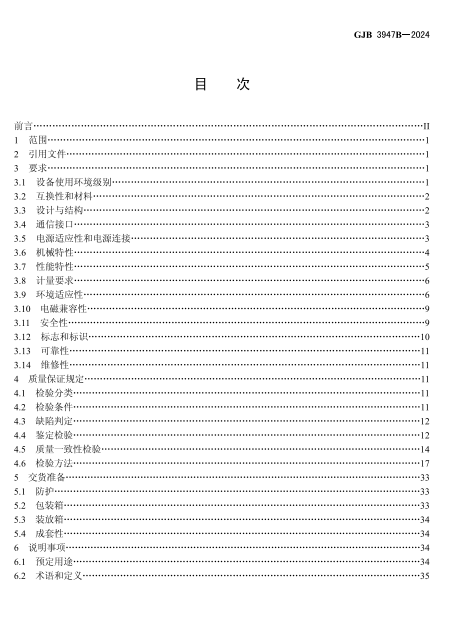 GJB 3947B—2024
目 次
前言…………II
1 范围…………1
2 引用文件…………1
3 要求…………1
3.1 设备使用环境级别…………1
3.2 互换性和材料…………2
3.3 设计与结构…………2
3.4 通信接口…………3
3.5 电源适应性和电源连接…………3
3.6 机械特性…………4
3.7 性能特性…………5
3.8 计量要求…………6
3.9 环境适应性…………6
3.10 电磁兼容性…………9
3.11 安全性…………9
3.12 标志和标识…………10
3.13 可靠性…………11
3.14 维修性…………11
4 质量保证规定…………11
4.1 检验分类…………11
4.2 检验条件…………11
4.3 缺陷判定…………12
4.4 鉴定检验…………12
4.5 质量一致性检验…………14
4.6 检验方法…………17
5 交货准备…………33
5.1 防护…………33
5.2 包装箱…………33
5.3 装放箱…………34
5.4 成套性…………34
6 说明事项…………34
6.1 预定用途…………34
6.2 术语和定义…………35